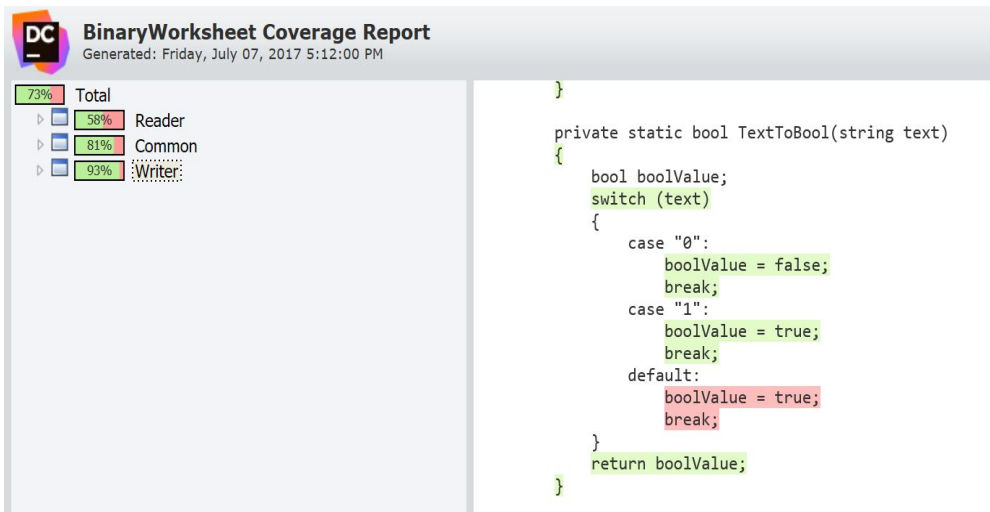 DC
BinaryWorksheet Coverage Report
Generated: Friday, July 07, 2017 5:12:00 PM
73% Total
58% Reader
81% Common
93% Writer
}
private static bool TextToBool(string text)
{
bool boolValue;
switch (text)
{
case "0":
boolValue = false;
break;
case "1":
boolValue = true;
break;
default:
boolValue = true;
break;
}
return boolValue;
}